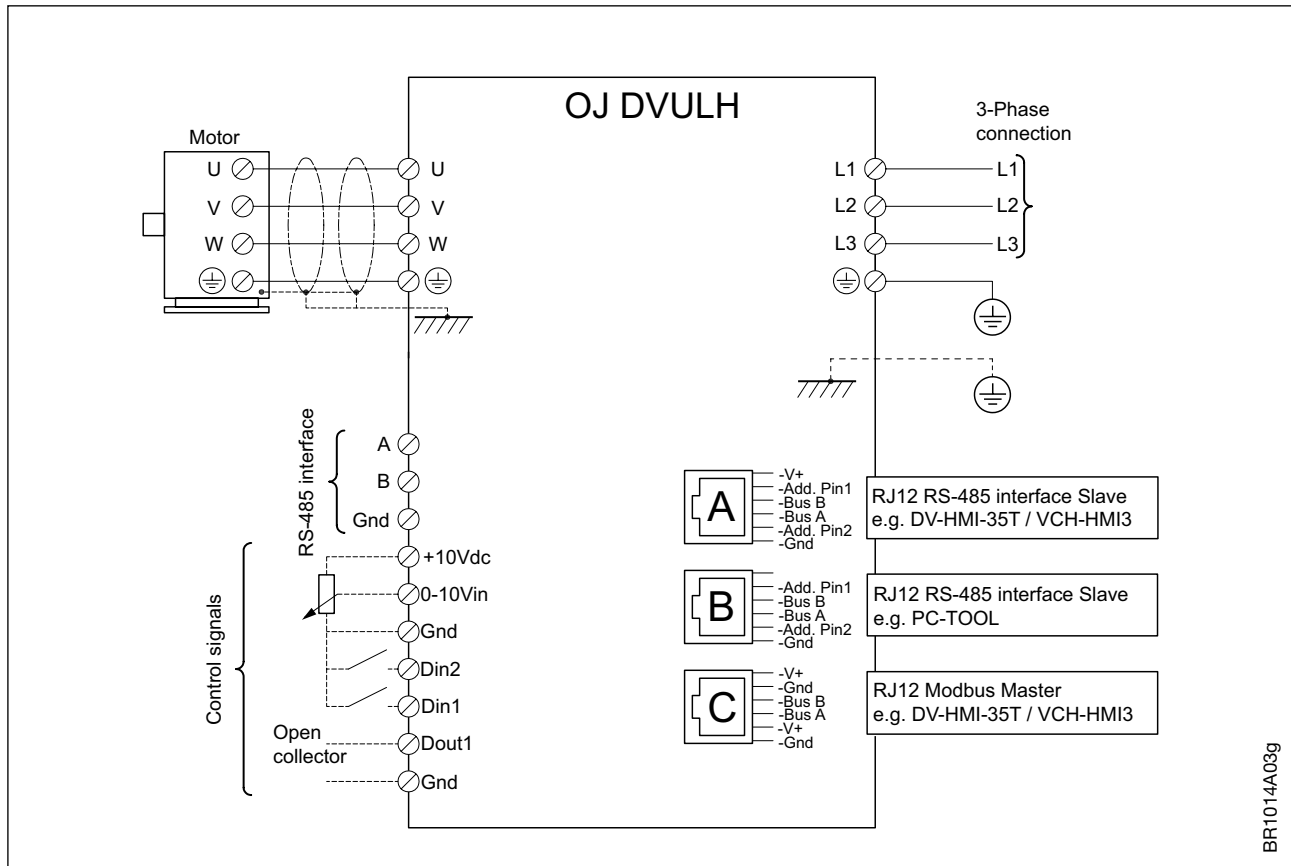 OJ DVULH
Motor
U
V
W
U
V
W
3-Phase
connection
L1
L2
L3
L1
L2
L3
RS-485 interface
A
B
Gnd
Control signals
+10Vdc
0-10Vin
Gnd
Din2
Din1
Open
collector
Dout1
Gnd
A
-V+
-Add. Pin1
-Bus B
-Bus A
-Add. Pin2
-Gnd
RJ12 RS-485 interface Slave
e.g. DV-HMI-35T / VCH-HMI3
B
-Add. Pin1
-Bus B
-Bus A
-Add. Pin2
-Gnd
RJ12 RS-485 interface Slave
e.g. PC-TOOL
C
-V+
-Gnd
-Bus B
-Bus A
-V+
-Gnd
RJ12 Modbus Master
e.g. DV-HMI-35T / VCH-HMI3
BR1014A03g